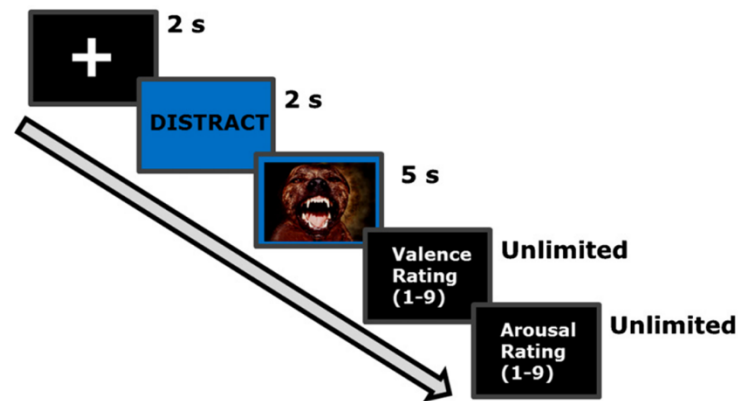 +
2 s
DISTRACT
2 s
5 s
Valence
Rating
(1-9)
Unlimited
Arousal
Rating
(1-9)
Unlimited